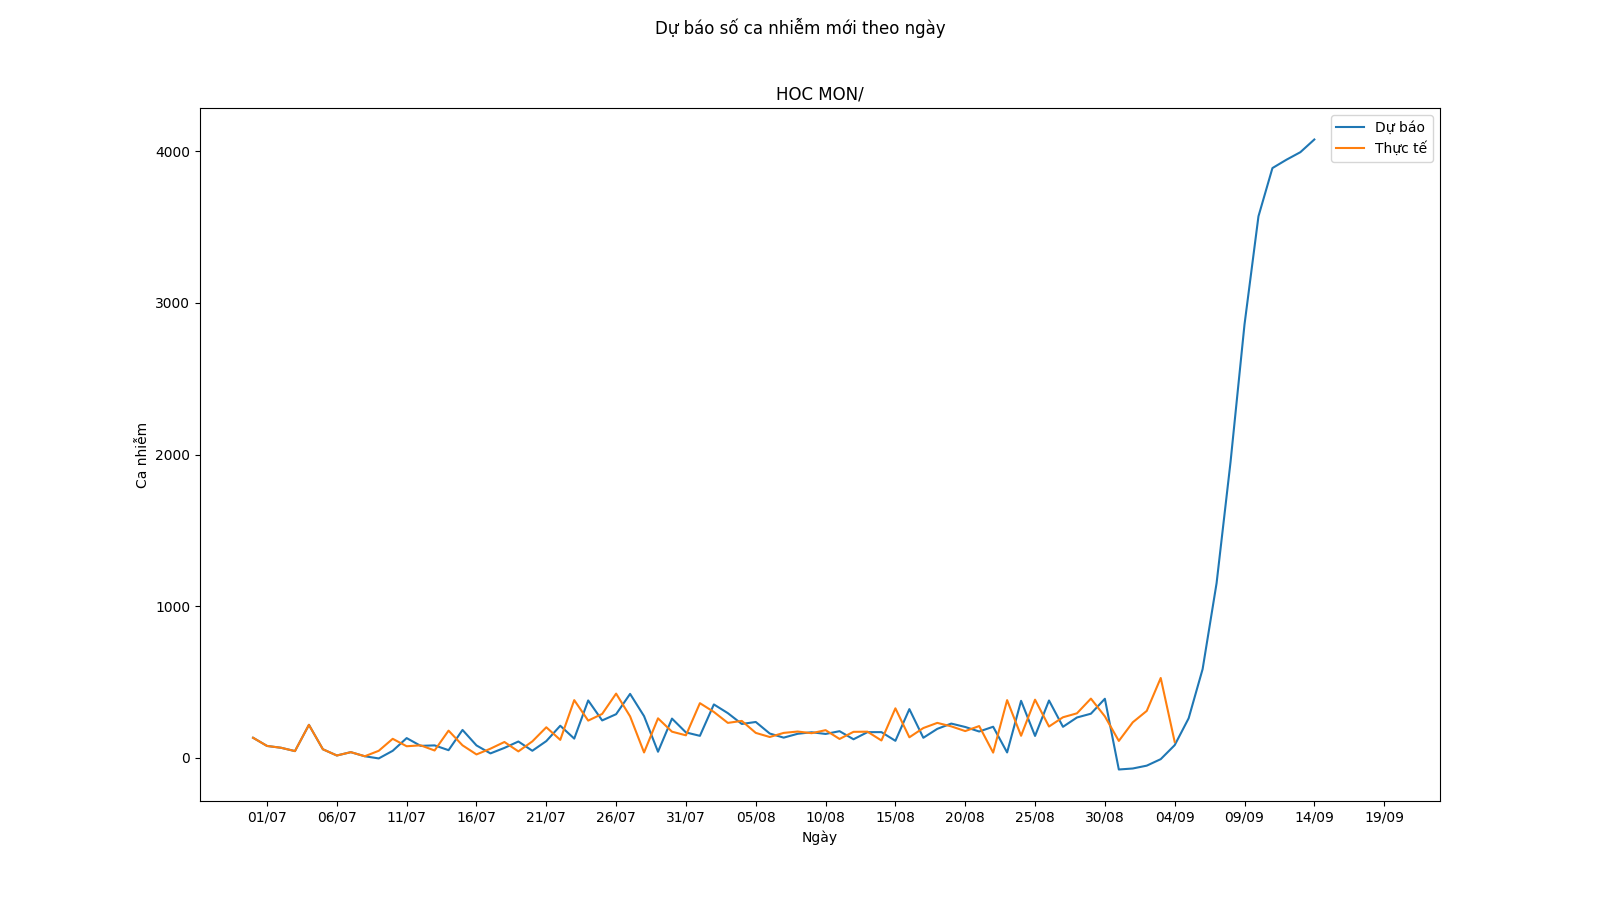 Dự báo số ca nhiễm mới theo ngày
HOC MON/
Dự báo
Thực tế
4000
3000
2000
1000
0
Ca nhiễm
01/07 06/07 11/07 16/07 21/07 26/07 31/07 05/08 10/08 15/08 20/08 25/08 30/08 04/09 09/09 14/09 19/09
Ngày